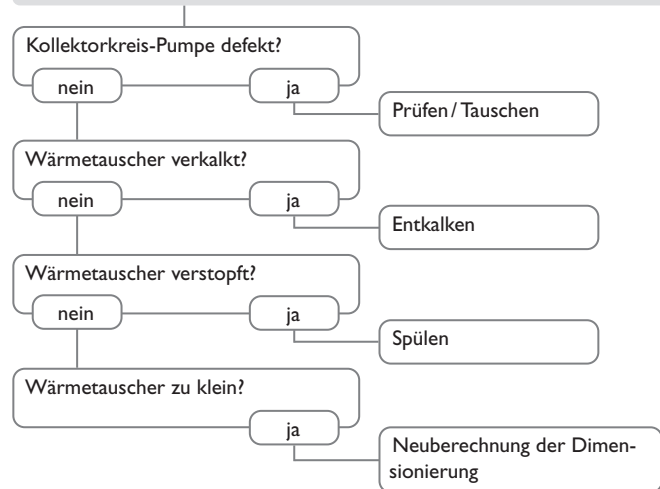 Kollektorkreis-Pumpe defekt?
nein
ja
Prüfen / Tauschen
Wärmetauscher verkalkt?
nein
ja
Entkalken
Wärmetauscher verstopft?
nein
ja
Spülen
Wärmetauscher zu klein?
ja
Neuberechnung der Dimen-
sionierung